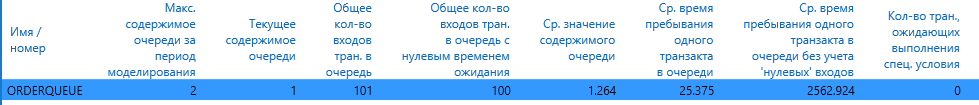 Имя / номер
Макс. содержимое очереди за период моделирования
Текущее содержимое очереди
Общее кол-во входов тран. в очередь
Общее кол-во входов тран. в очередь с нулевым временем ожидания
Ср. значение содержимого очереди
Ср. время пребывания одного транзакта в очереди
Ср. время пребывания одного транзакта в очереди без учета 'нулевых' входов
Кол-во тран., ожидающих выполнения спец. условия
ORDERQUEUE 2 1 101 100 1.264 25.375 2562.924 0